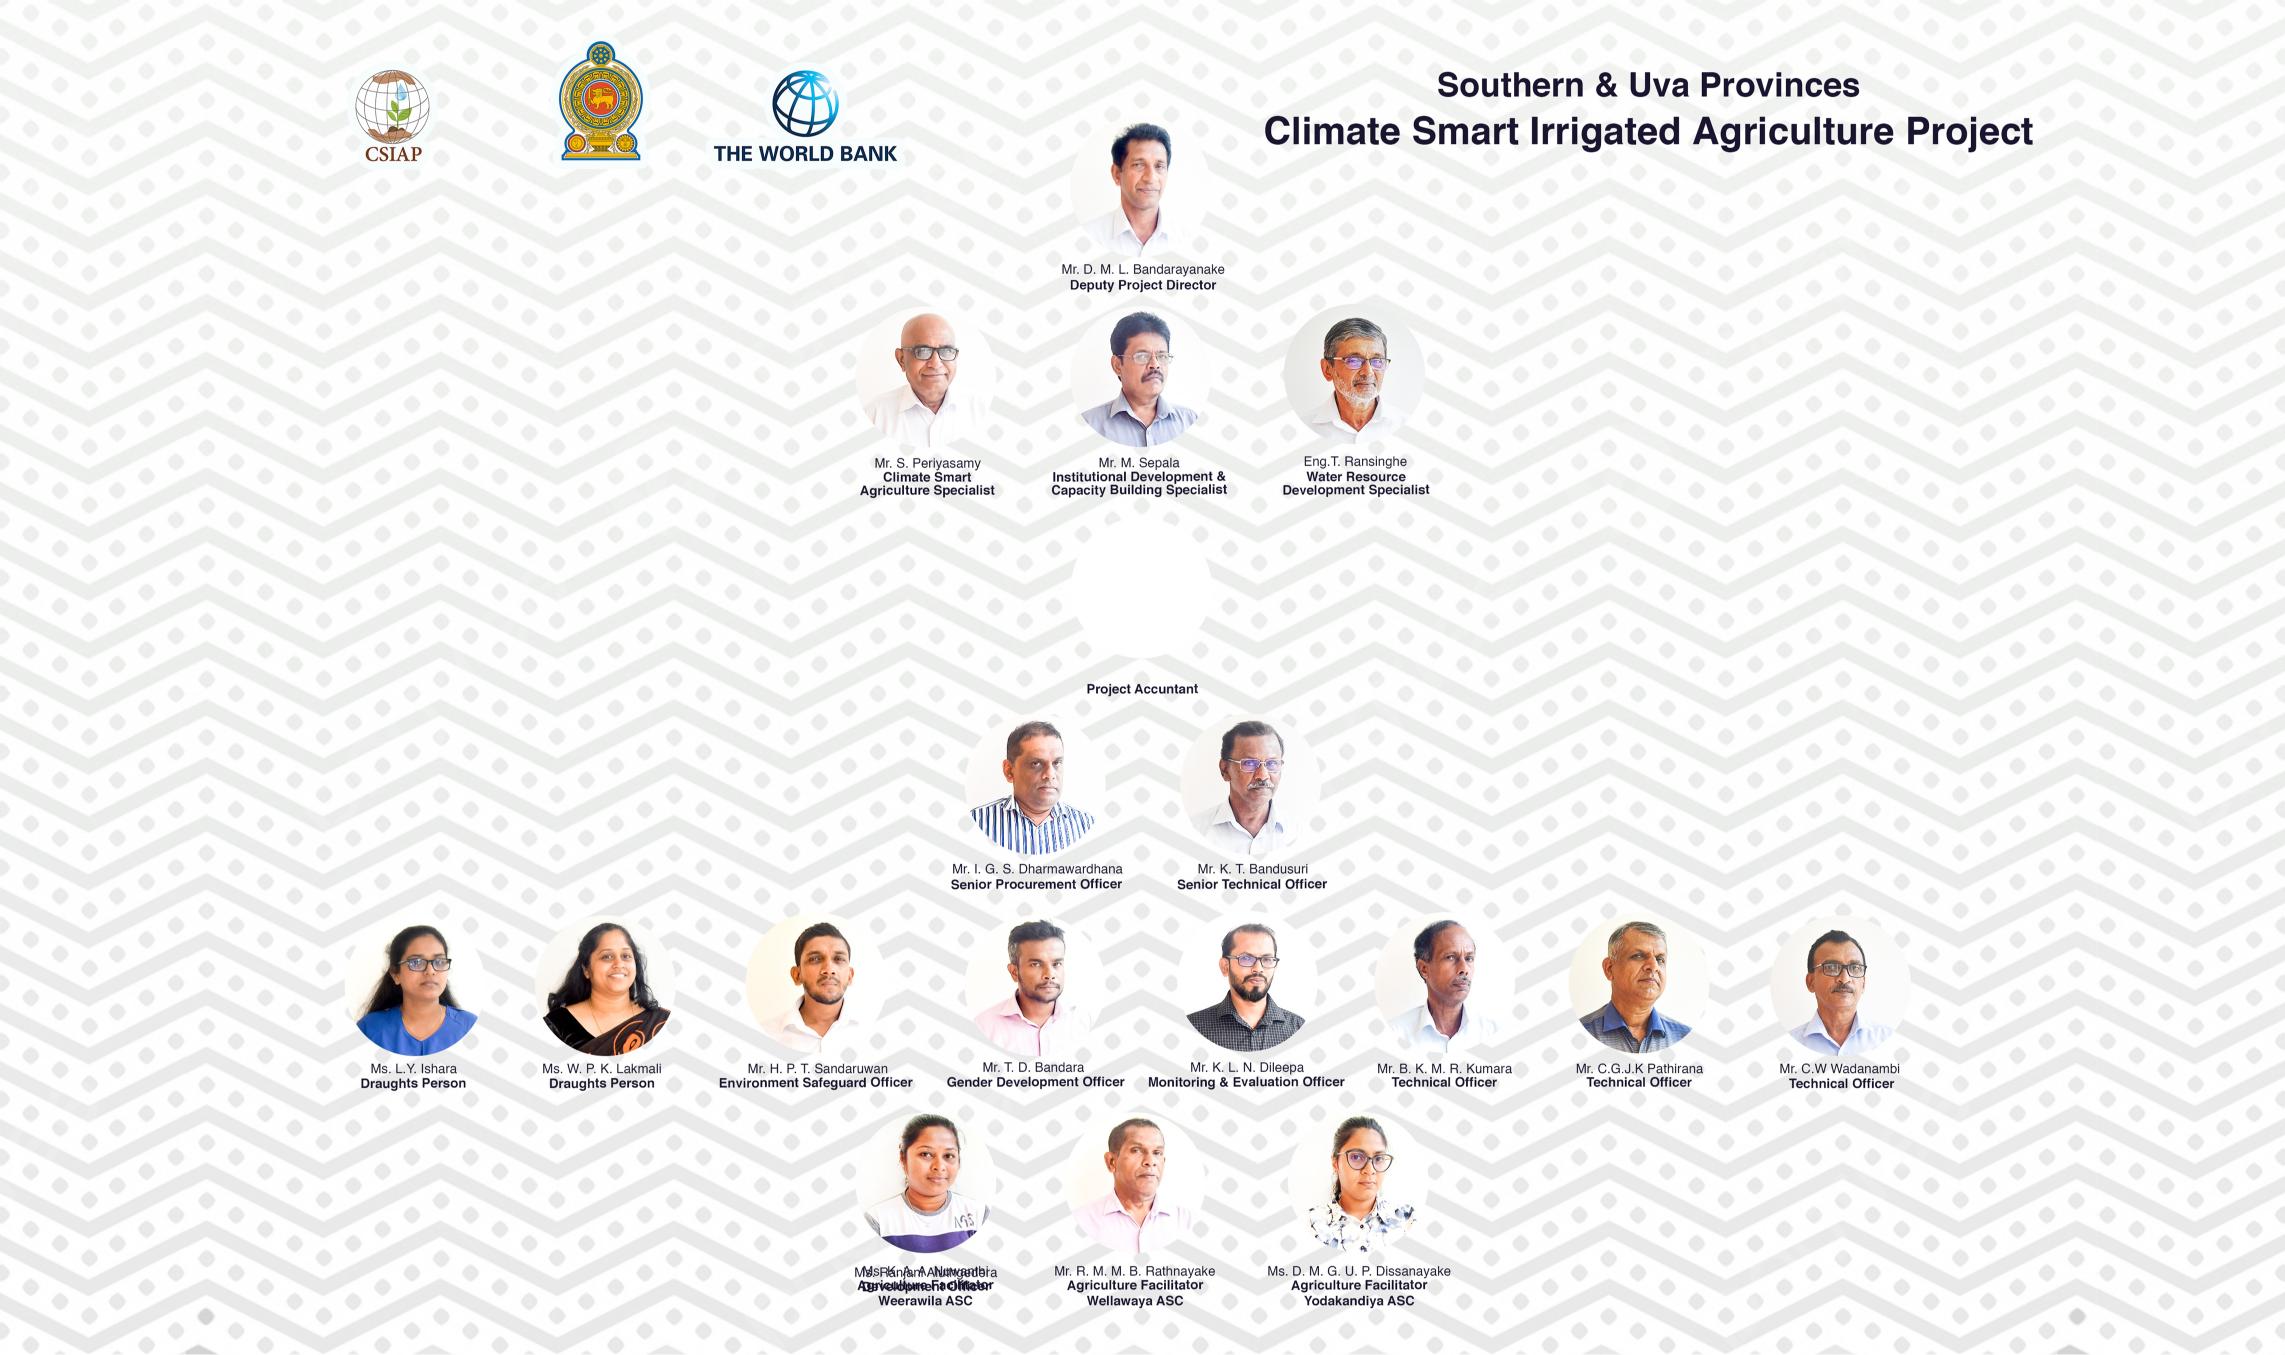 CSIAP
THE WORLD BANK
Southern & Uva Provinces
Climate Smart Irrigated Agriculture Project
Mr. D. M. L. Bandarayanake
Deputy Project Director
Mr. S. Periyasamy
Climate Smart
Agriculture Specialist
Mr. M. Sepala
Institutional Development &
Capacity Building Specialist
Eng.T. Ransinghe
Water Resource
Development Specialist
Project Accuntant
Mr. I. G. S. Dharmawardhana
Senior Procurement Officer
Mr. K. T. Bandusuri
Senior Technical Officer
Ms. L.Y. Ishara
Draughts Person
Ms. W. P. K. Lakmali
Draughts Person
Mr. H. P. T. Sandaruwan
Environment Safeguard Officer
Mr. T. D. Bandara
Gender Development Officer
Mr. K. L. N. Dileepa
Monitoring & Evaluation Officer
Mr. B. K. M. R. Kumara
Technical Officer
Mr. C.G.J.K Pathirana
Technical Officer
Mr. C.W Wadanambi
Technical Officer
Agriculture Facilitator
Weerawila ASC
Mr. R. M. M. B. Rathnayake
Agriculture Facilitator
Wellawaya ASC
Ms. D. M. G. U. P. Dissanayake
Agriculture Facilitator
Yodakandiya ASC